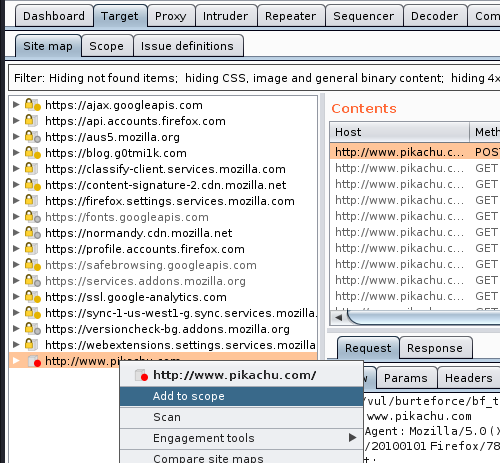 Dashboard Target Proxy Intruder Repeater Sequencer Decoder Com
Site map Scope Issue definitions
Filter: Hiding not found items; hiding CSS, image and general binary content; hiding 4x
https://ajax.googleapis.com
https://api.accounts.firefox.com
https://aus5.mozilla.org
https://blog.g0tmi1k.com
https://classify-client.services.mozilla.com
https://content-signature-2.cdn.mozilla.net
https://firefox.settings.services.mozilla.com
https://fonts.googleapis.com
https://normandy.cdn.mozilla.net
https://profile.accounts.firefox.com
https://safebrowsing.googleapis.com
https://services.addons.mozilla.org
https://ssl.google-analytics.com
https://sync-1-us-west1-g.sync.services.mozilla.
https://versioncheck-bg.addons.mozilla.org
https://webextensions.settings.services.mozilla
http://www.pikachu.com
http://www.pikachu.com/
Add to scope
Scan
Engagement tools
Compare site maps
Contents
Host Meth
http://www.pikachu.c... POST
http://www.pikachu.c... GET
http://www.pikachu.c... GET
http://www.pikachu.c... GET
http://www.pikachu.c... GET
http://www.pikachu.c... GET
http://www.pikachu.c... GET
http://www.pikachu.c... GET
http://www.pikachu.c... GET
http://www.pikachu.c... GET
Request Response
w Params Headers
/vul/burteforce/bf_t
www.pikachu.com
Agent: Mozilla/5.0 (X
/20100101 Firefox/78